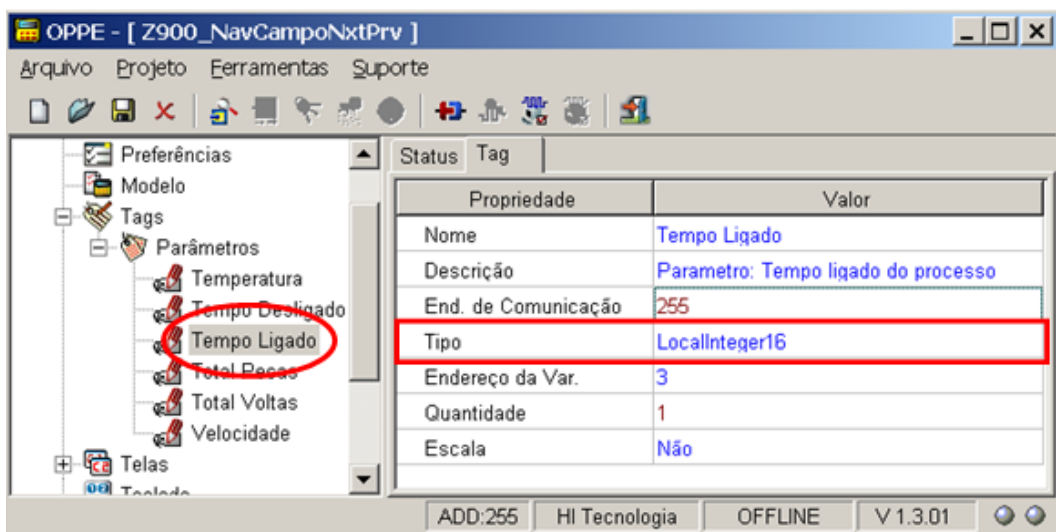 OPPE - [ Z900_NavCampoNxtPrv ]
Arquivo Projeto Ferramentas Suporte
Preferências
Modelo
Tags
Parâmetros
Temperatura
Tempo Desligado
Tempo Ligado
Total Peças
Total Voltas
Velocidade
Telas
Teclado
Status Tag
Propriedade Valor
Nome Tempo Ligado
Descrição Parametro: Tempo ligado do processo
End. de Comunicação 255
Tipo LocalInteger16
Endereço da Var. 3
Quantidade 1
Escala Não
ADD:255 HI Tecnologia OFFLINE V 1.3.01